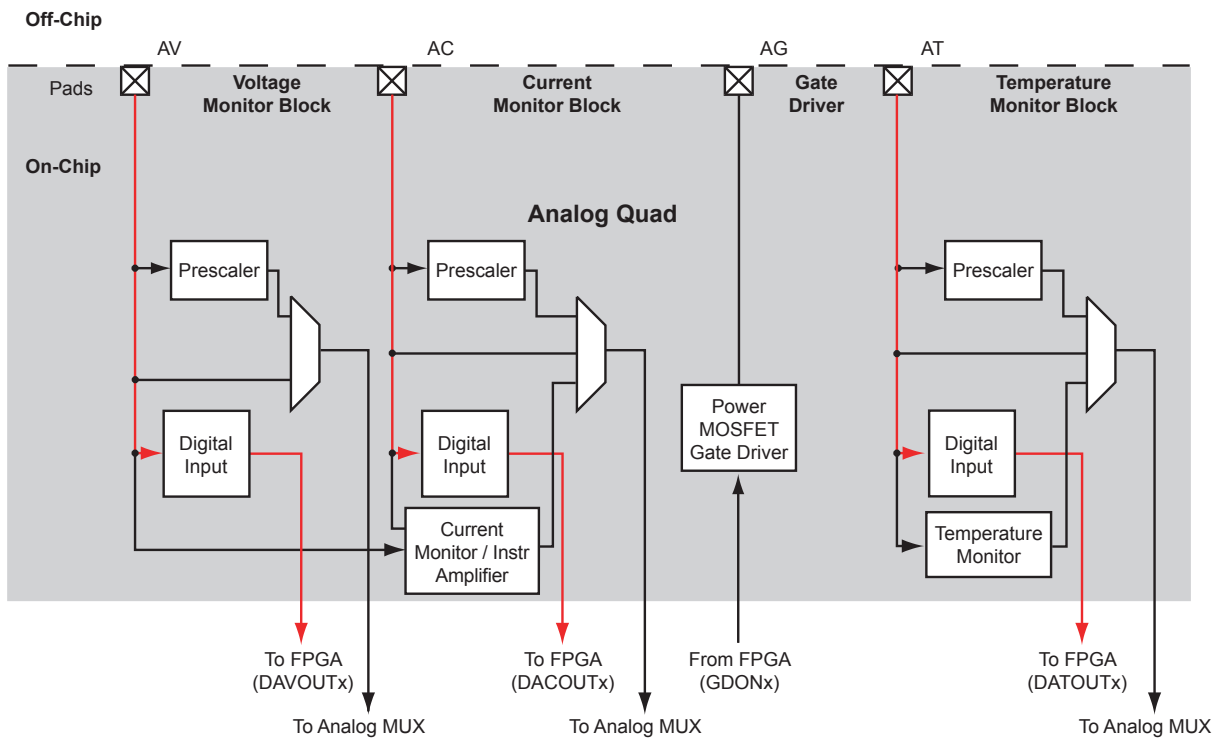 Off-Chip
AV
AC
AG
AT
Pads
Voltage
Monitor Block
Current
Monitor Block
Gate
Driver
Temperature
Monitor Block
On-Chip
Analog Quad
Prescaler
Prescaler
Prescaler
Power
MOSFET
Gate Driver
Digital
Input
Digital
Input
Digital
Input
Current
Monitor / Instr
Amplifier
Temperature
Monitor
To FPGA
(DAVOUTx)
To FPGA
(DACOUTx)
From FPGA
(GDONx)
To FPGA
(DATOUTx)
To Analog MUX
To Analog MUX
To Analog MUX